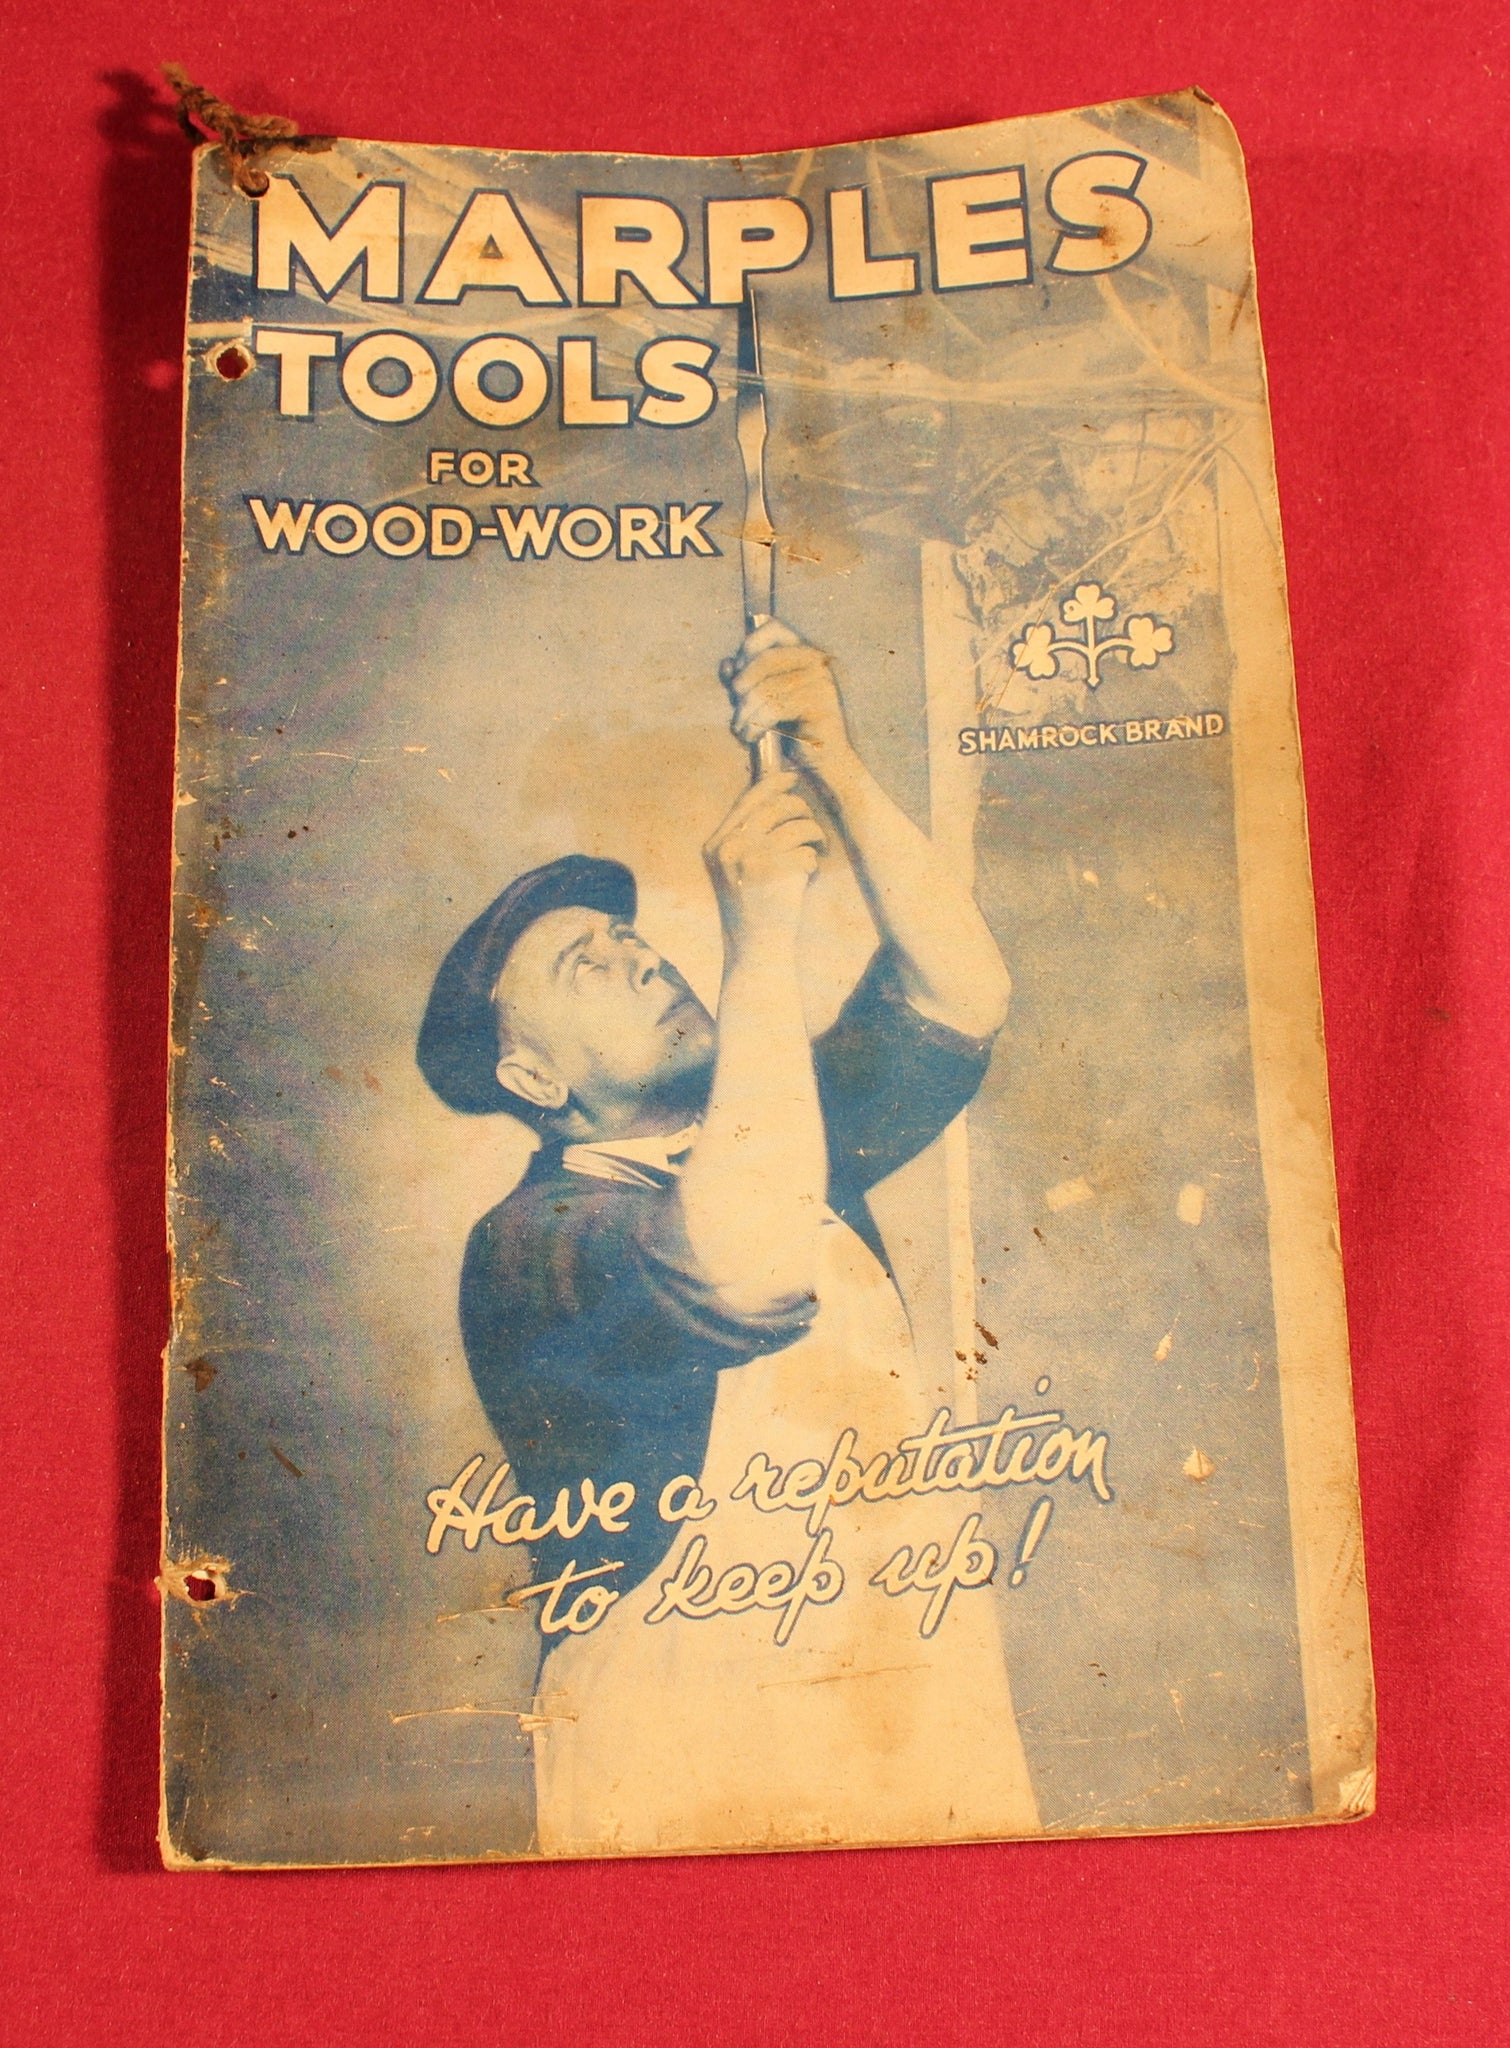 MARPLES
TOOLS
FOR
WOOD-WORK
SHAMROCK BRAND
Have a reputation
to keep up!